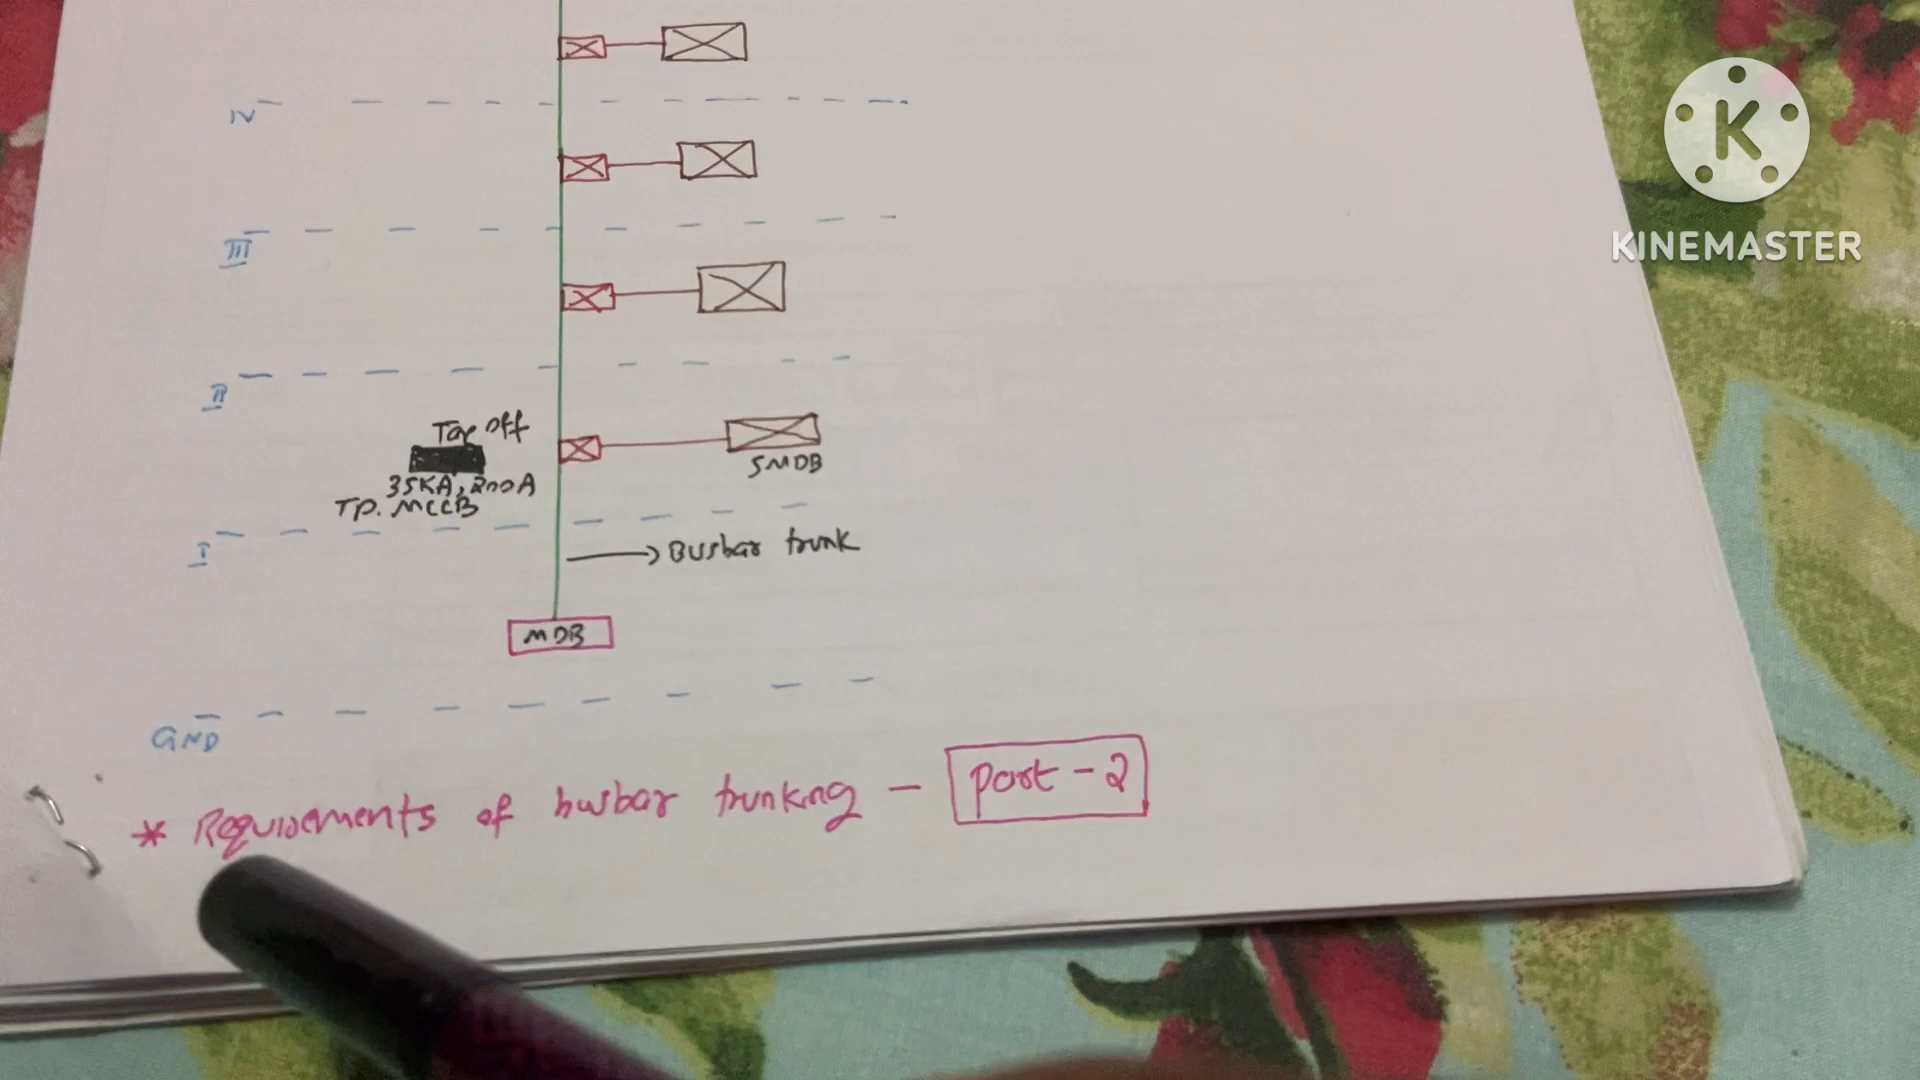 K
KINEMASTER
IV
III
II
Tap off
35KA, 200A
TP. MCCB
SMDB
I
Busbar trunk
MDB
GND
* Requirements of busbar trunking - part - 2